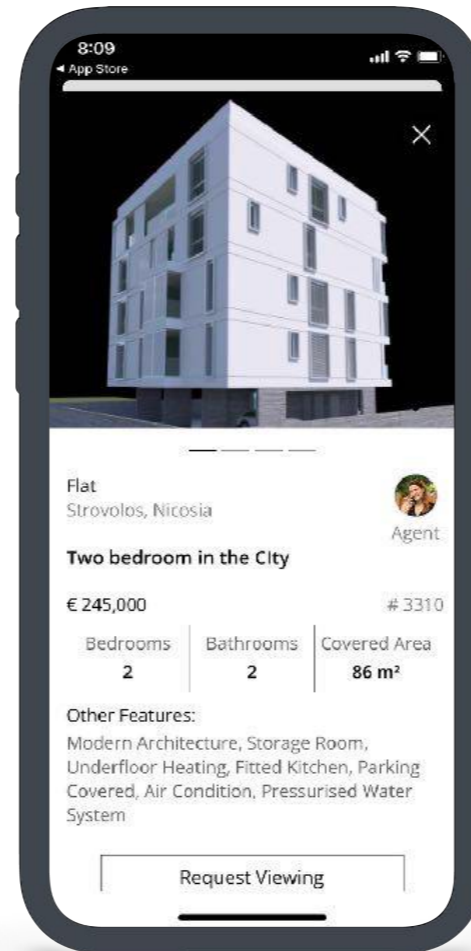 8:09
◀ App Store
Flat
Strovolos, Nicosia
Agent
Two bedroom in the CIty
€ 245,000
# 3310
Bedrooms Bathrooms Covered Area
2 2 86 m²
Other Features:
Modern Architecture, Storage Room,
Underfloor Heating, Fitted Kitchen, Parking
Covered, Air Condition, Pressurised Water
System
Request Viewing